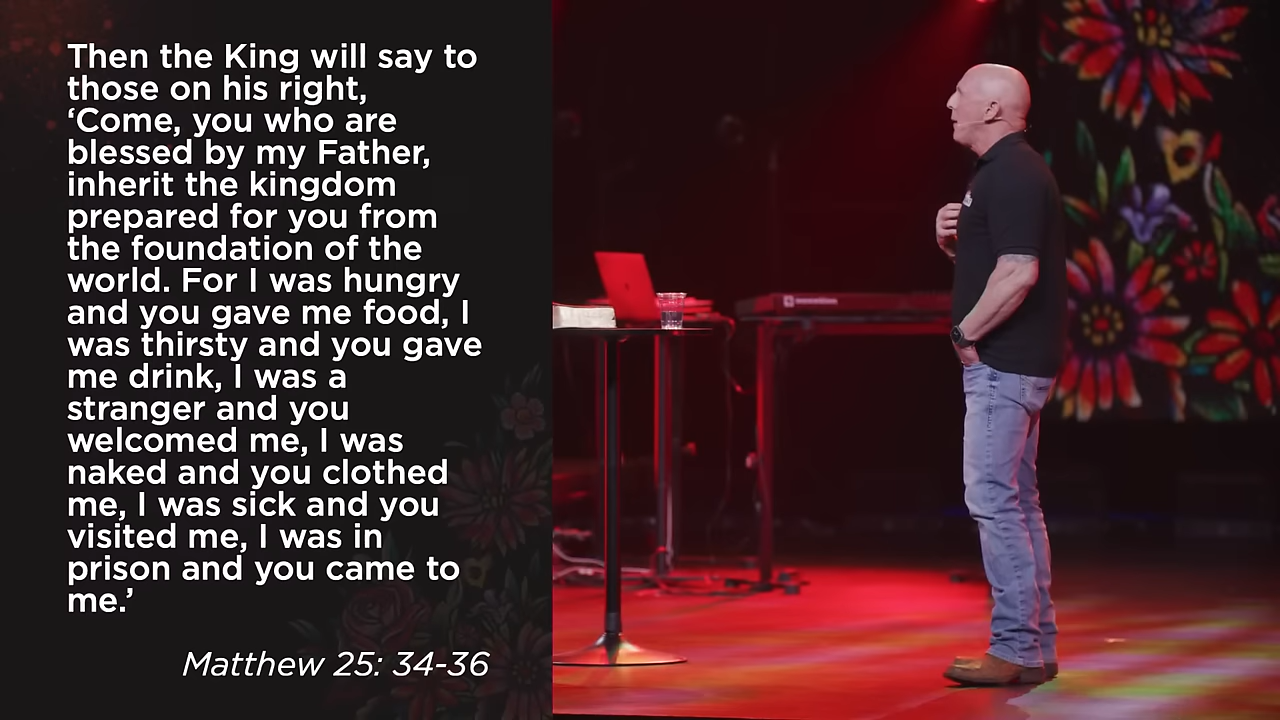 Then the King will say to
those on his right,
‘Come, you who are
blessed by my Father,
inherit the kingdom
prepared for you from
the foundation of the
world. For I was hungry
and you gave me food, I
was thirsty and you gave
me drink, I was a
stranger and you
welcomed me, I was
naked and you clothed
me, I was sick and you
visited me, I was in
prison and you came to
me.’
Matthew 25: 34-36